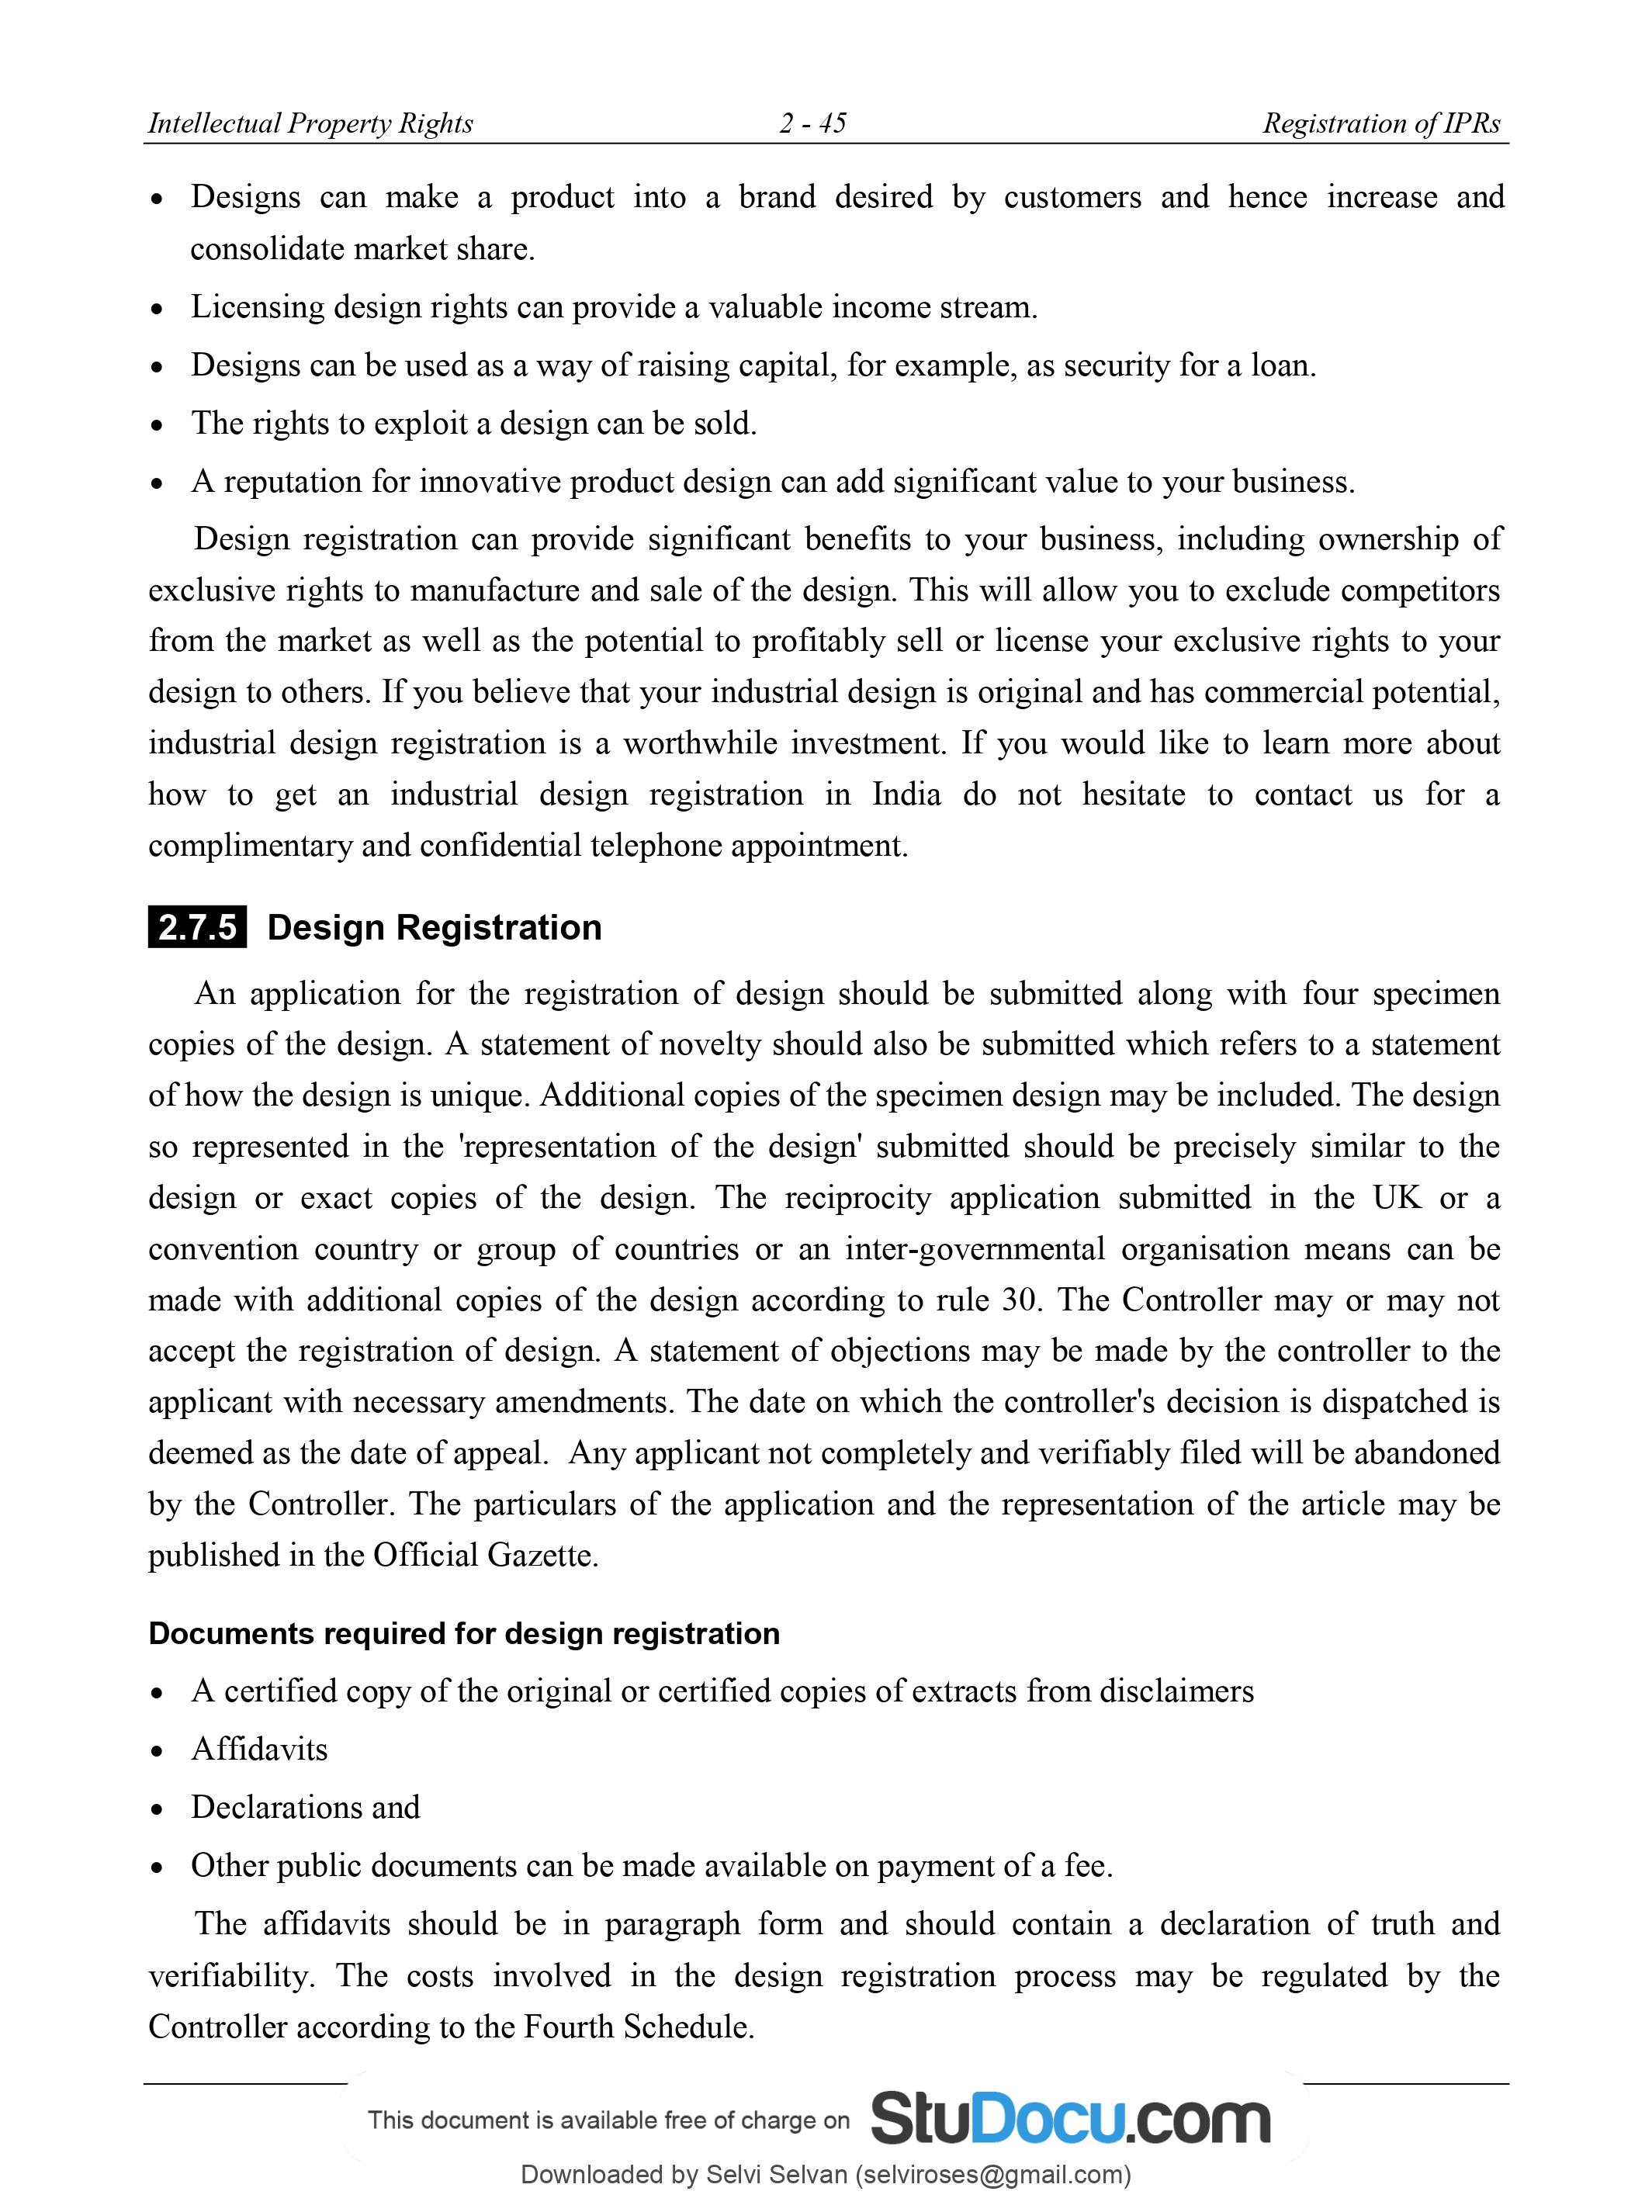 Intellectual Property Rights 2 - 45 Registration of IPRs
• Designs can make a product into a brand desired by customers and hence increase and
consolidate market share.
• Licensing design rights can provide a valuable income stream.
• Designs can be used as a way of raising capital, for example, as security for a loan.
• The rights to exploit a design can be sold.
• A reputation for innovative product design can add significant value to your business.
Design registration can provide significant benefits to your business, including ownership of
exclusive rights to manufacture and sale of the design. This will allow you to exclude competitors
from the market as well as the potential to profitably sell or license your exclusive rights to your
design to others. If you believe that your industrial design is original and has commercial potential,
industrial design registration is a worthwhile investment. If you would like to learn more about
how to get an industrial design registration in India do not hesitate to contact us for a
complimentary and confidential telephone appointment.
2.7.5 Design Registration
An application for the registration of design should be submitted along with four specimen
copies of the design. A statement of novelty should also be submitted which refers to a statement
of how the design is unique. Additional copies of the specimen design may be included. The design
so represented in the 'representation of the design' submitted should be precisely similar to the
design or exact copies of the design. The reciprocity application submitted in the UK or a
convention country or group of countries or an inter-governmental organisation means can be
made with additional copies of the design according to rule 30. The Controller may or may not
accept the registration of design. A statement of objections may be made by the controller to the
applicant with necessary amendments. The date on which the controller's decision is dispatched is
deemed as the date of appeal.  Any applicant not completely and verifiably filed will be abandoned
by the Controller. The particulars of the application and the representation of the article may be
published in the Official Gazette.
Documents required for design registration
• A certified copy of the original or certified copies of extracts from disclaimers
• Affidavits
• Declarations and
• Other public documents can be made available on payment of a fee.
The affidavits should be in paragraph form and should contain a declaration of truth and
verifiability. The costs involved in the design registration process may be regulated by the
Controller according to the Fourth Schedule.
This document is available free of charge on StuDocu.com
Downloaded by Selvi Selvan (selviroses@gmail.com)